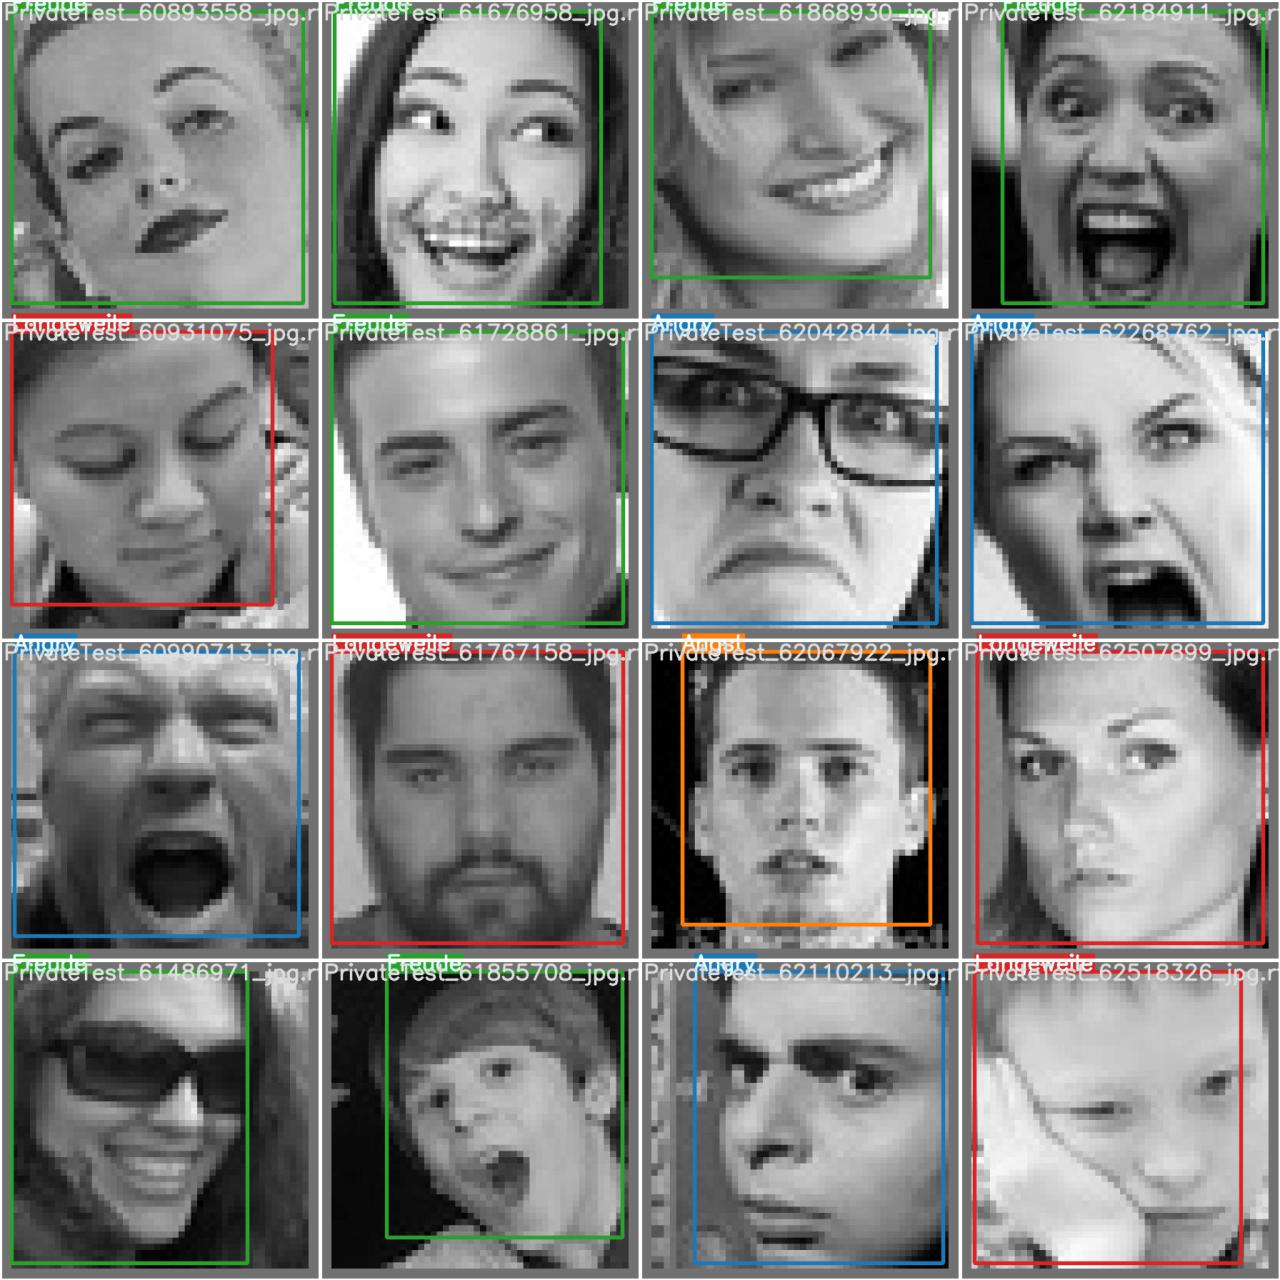 Freude
PrivateTest_60893558_jpg.r
Freude
PrivateTest_61676958_jpg.r
Freude
PrivateTest_61868930_jpg.r
Freude
PrivateTest_62184911_jpg.r
Langeweile
PrivateTest_60931075_jpg.r
Freude
PrivateTest_61728861_jpg.r
Angry
PrivateTest_62042844_jpg.r
Angry
PrivateTest_62268762_jpg.r
Angry
PrivateTest_60990713_jpg.r
Langeweile
PrivateTest_61767158_jpg.r
Angst
PrivateTest_62067922_jpg.r
Langeweile
PrivateTest_62507899_jpg.r
Freude
PrivateTest_61486971_jpg.r
Freude
PrivateTest_61855708_jpg.r
Angry
PrivateTest_62110213_jpg.r
Langeweile
PrivateTest_62518326_jpg.r